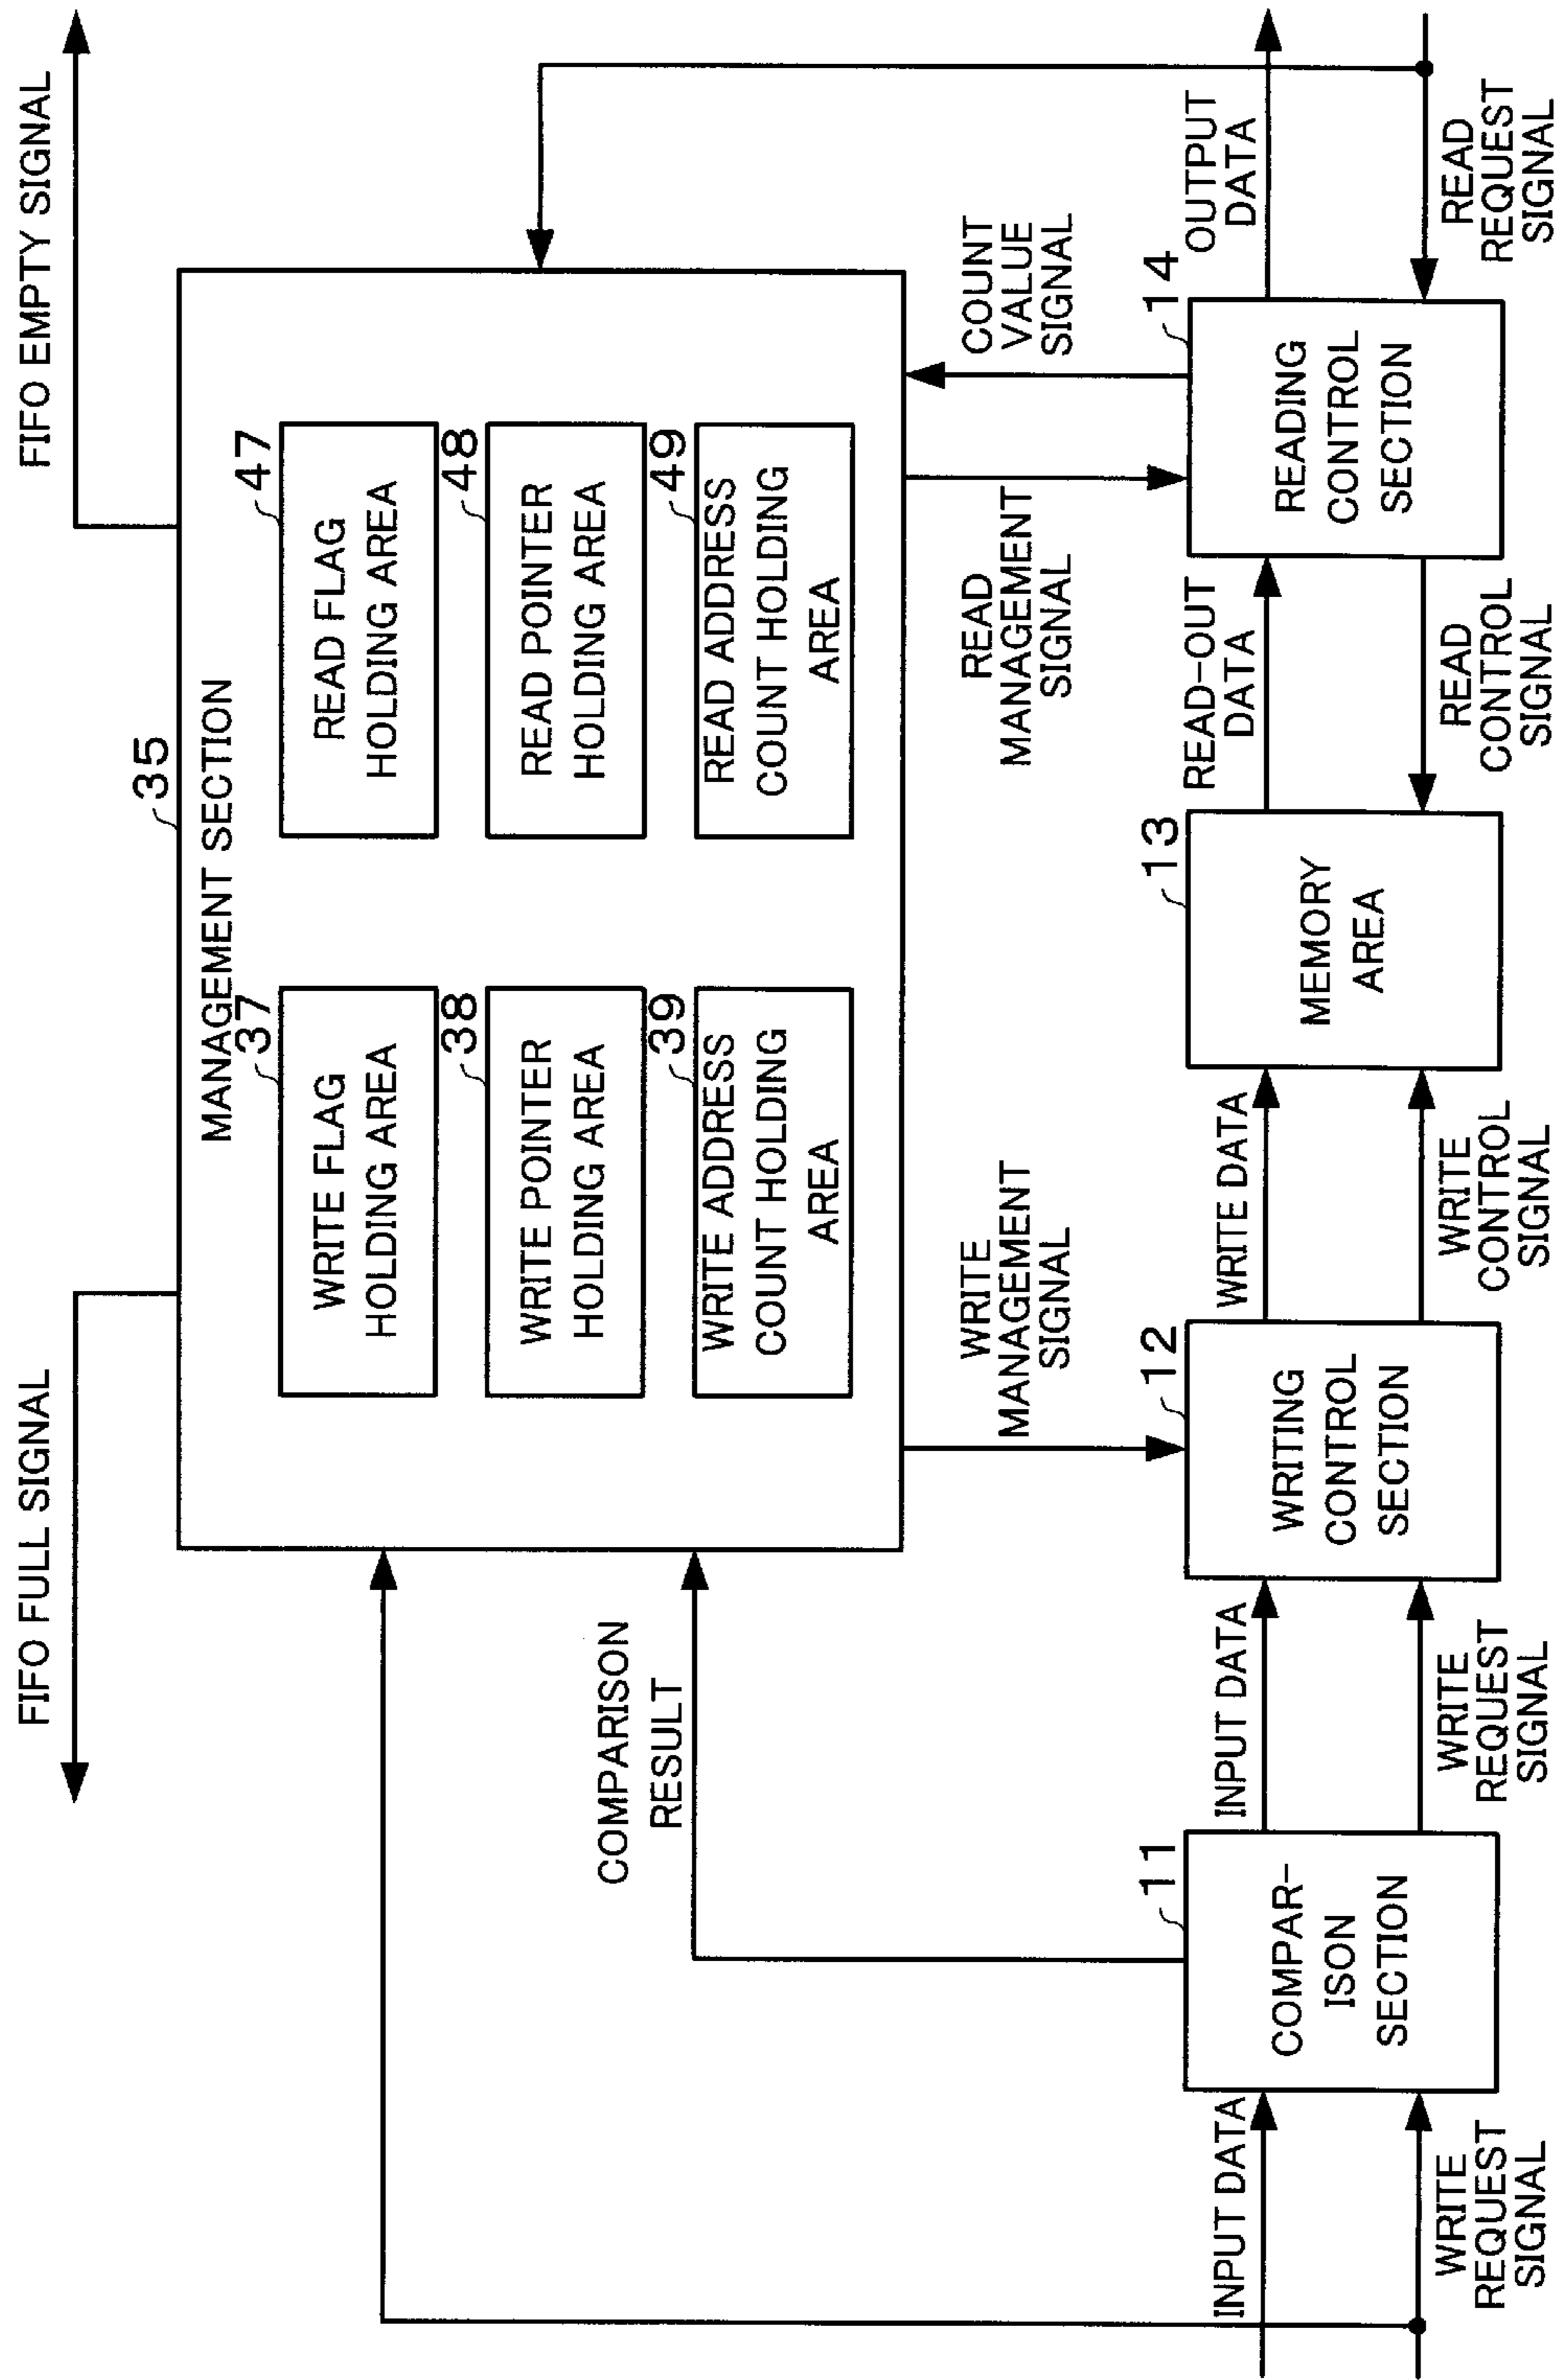 FIFO FULL SIGNAL
FIFO EMPTY SIGNAL
35
MANAGEMENT SECTION
37
WRITE FLAG
HOLDING AREA
47
READ FLAG
HOLDING AREA
38
WRITE POINTER
HOLDING AREA
48
READ POINTER
HOLDING AREA
39
WRITE ADDRESS
COUNT HOLDING
AREA
49
READ ADDRESS
COUNT HOLDING
AREA
COMPARISON
RESULT
WRITE
MANAGEMENT
SIGNAL
READ
MANAGEMENT
SIGNAL
COUNT
VALUE
SIGNAL
INPUT DATA
WRITE
REQUEST
SIGNAL
11
COMPAR-
ISON
SECTION
INPUT DATA
WRITE
REQUEST
SIGNAL
12
WRITING
CONTROL
SECTION
WRITE DATA
WRITE
CONTROL
SIGNAL
13
MEMORY
AREA
READ-OUT
DATA
READ
CONTROL
SIGNAL
14
READING
CONTROL
SECTION
OUTPUT
DATA
READ
REQUEST
SIGNAL